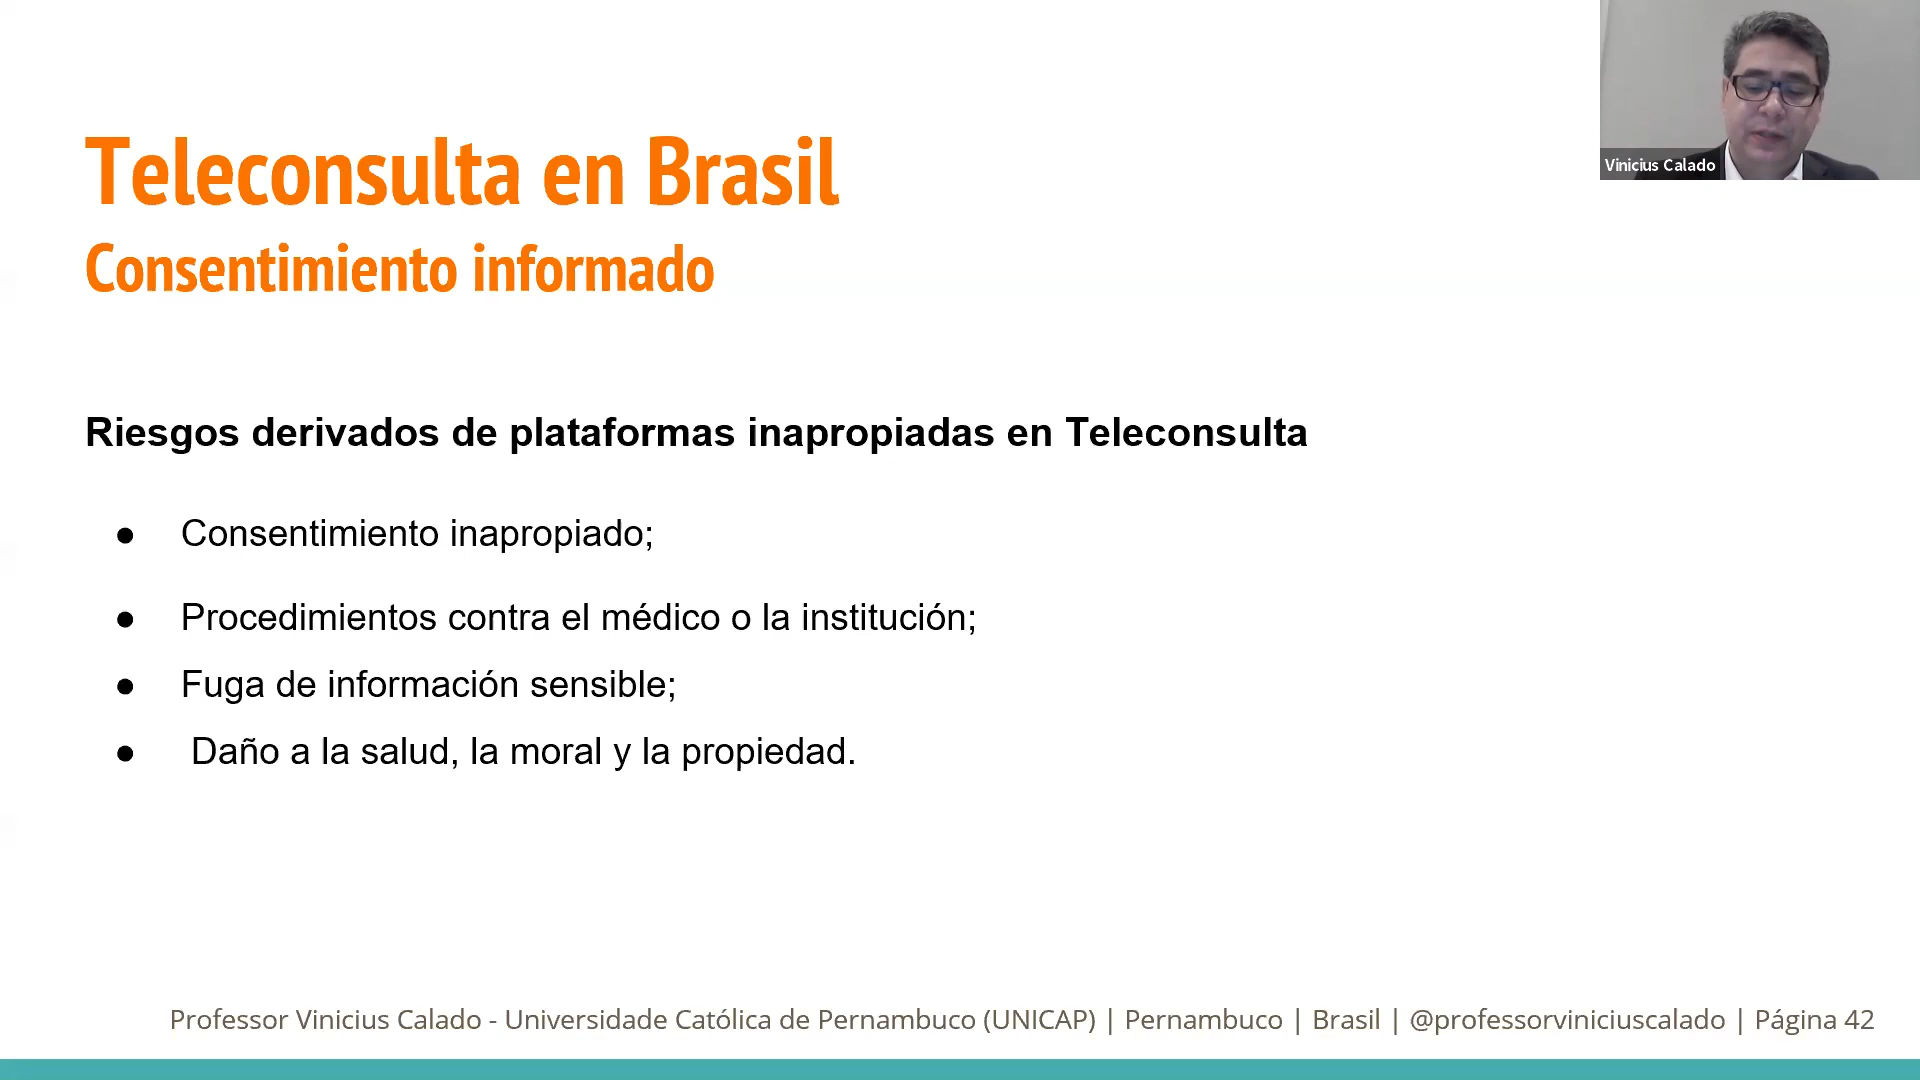 Vinicius Calado
Teleconsulta en Brasil
Consentimiento informado
Riesgos derivados de plataformas inapropiadas en Teleconsulta
● Consentimiento inapropiado;
● Procedimientos contra el médico o la institución;
● Fuga de información sensible;
● Daño a la salud, la moral y la propiedad.
Professor Vinicius Calado - Universidade Católica de Pernambuco (UNICAP) | Pernambuco | Brasil | @professorviniciuscalado | Página 42